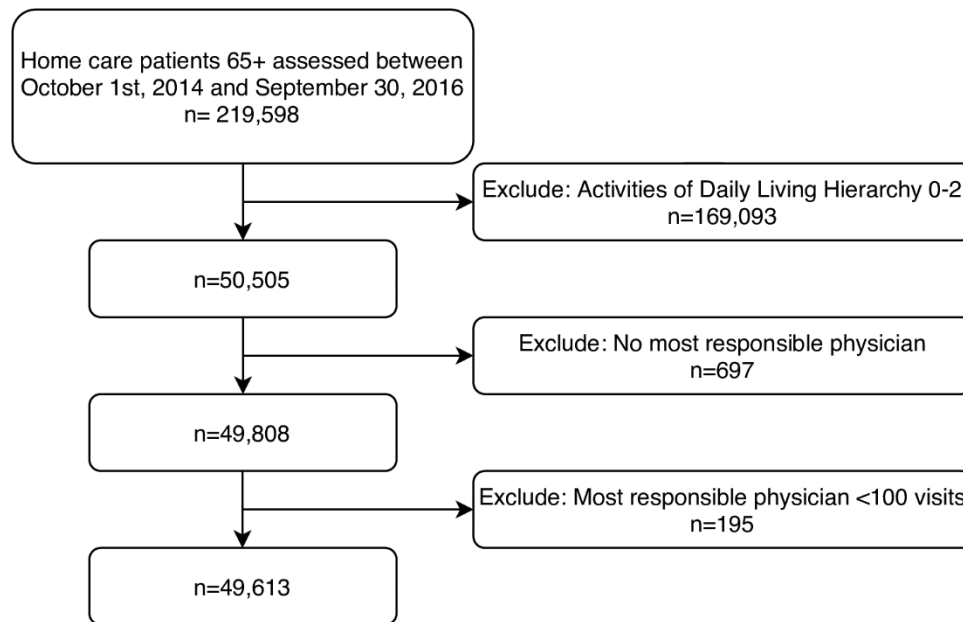 Home care patients 65+ assessed between
October 1st, 2014 and September 30, 2016
n= 219,598
Exclude: Activities of Daily Living Hierarchy 0-2
n=169,093
n=50,505
Exclude: No most responsible physician
n=697
n=49,808
Exclude: Most responsible physician <100 visits
n=195
n=49,613